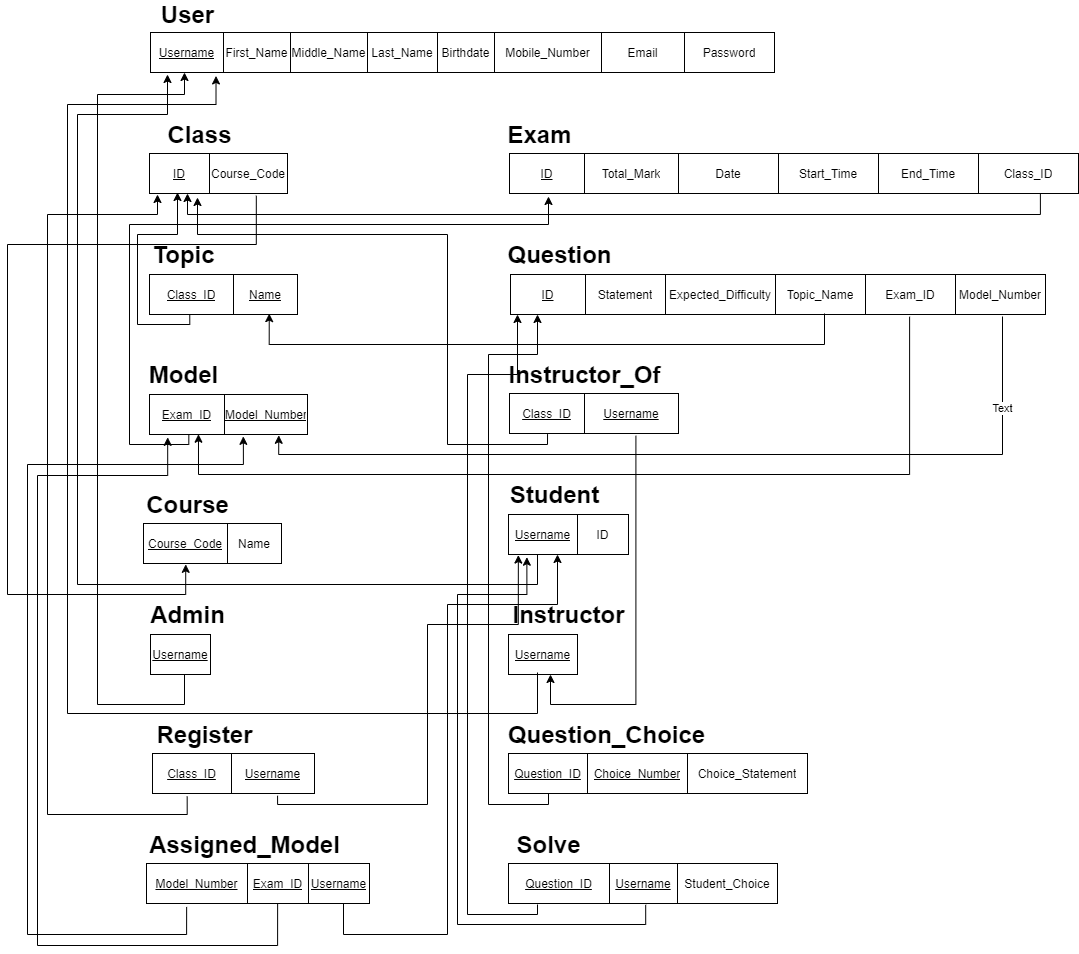 User
Username First_Name Middle_Name Last_Name Birthdate Mobile_Number Email Password
Class
ID Course_Code
Exam
ID Total_Mark Date Start_Time End_Time Class_ID
Topic
Class_ID Name
Question
ID Statement Expected_Difficulty Topic_Name Exam_ID Model_Number
Model
Exam_ID Model_Number
Instructor_Of
Class_ID Username
Text
Course
Course_Code Name
Student
Username ID
Admin
Username
Instructor
Username
Register
Class_ID Username
Question_Choice
Question_ID Choice_Number Choice_Statement
Assigned_Model
Model_Number Exam_ID Username
Solve
Question_ID Username Student_Choice